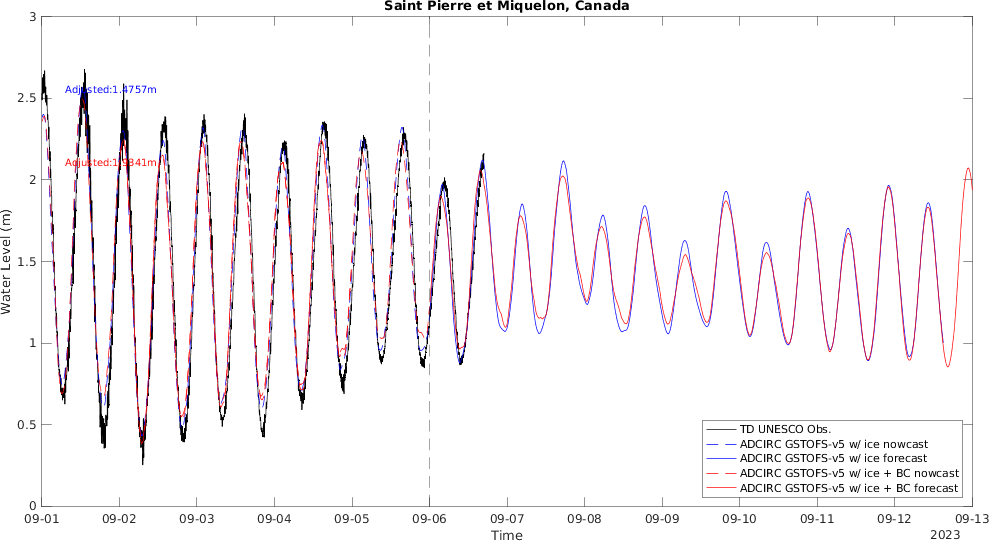 Saint Pierre et Miquelon, Canada
3
2.5
2
1.5
1
0.5
0
Water Level (m)
Adjusted:1.4757m
TD UNESCO Obs.
ADCIRC GSTOFS-v5 w/ ice nowcast
ADCIRC GSTOFS-v5 w/ ice forecast
ADCIRC GSTOFS-v5 w/ ice + BC nowcast
ADCIRC GSTOFS-v5 w/ ice + BC forecast
09-01 09-02 09-03 09-04 09-05 09-06 09-07 09-08 09-09 09-10 09-11 09-12 09-13
Time
2023